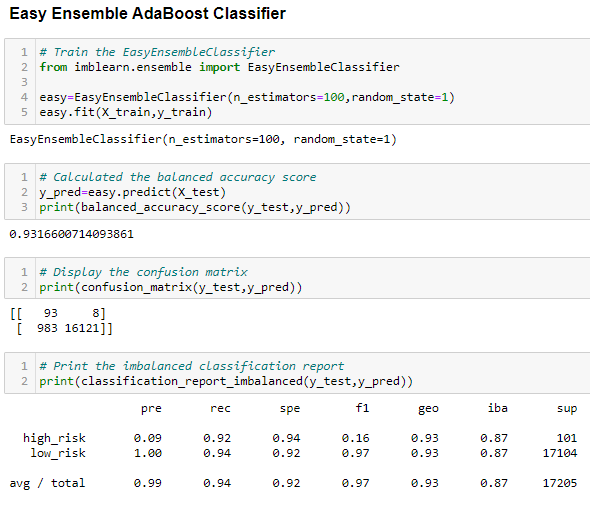 Easy Ensemble AdaBoost Classifier
1 # Train the EasyEnsembleClassifier
2 from imblearn.ensemble import EasyEnsembleClassifier
3
4 easy=EasyEnsembleClassifier(n_estimators=100,random_state=1)
5 easy.fit(X_train,y_train)
EasyEnsembleClassifier(n_estimators=100, random_state=1)
1 # Calculated the balanced accuracy score
2 y_pred=easy.predict(X_test)
3 print(balanced_accuracy_score(y_test,y_pred))
0.9316600714093861
1 # Display the confusion matrix
2 print(confusion_matrix(y_test,y_pred))
[[   93     8]
 [  983 16121]]
1 # Print the imbalanced classification report
2 print(classification_report_imbalanced(y_test,y_pred))
pre rec spe f1 geo iba sup
high_risk 0.09 0.92 0.94 0.16 0.93 0.87 101
low_risk 1.00 0.94 0.92 0.97 0.93 0.87 17104
avg / total 0.99 0.94 0.92 0.97 0.93 0.87 17205